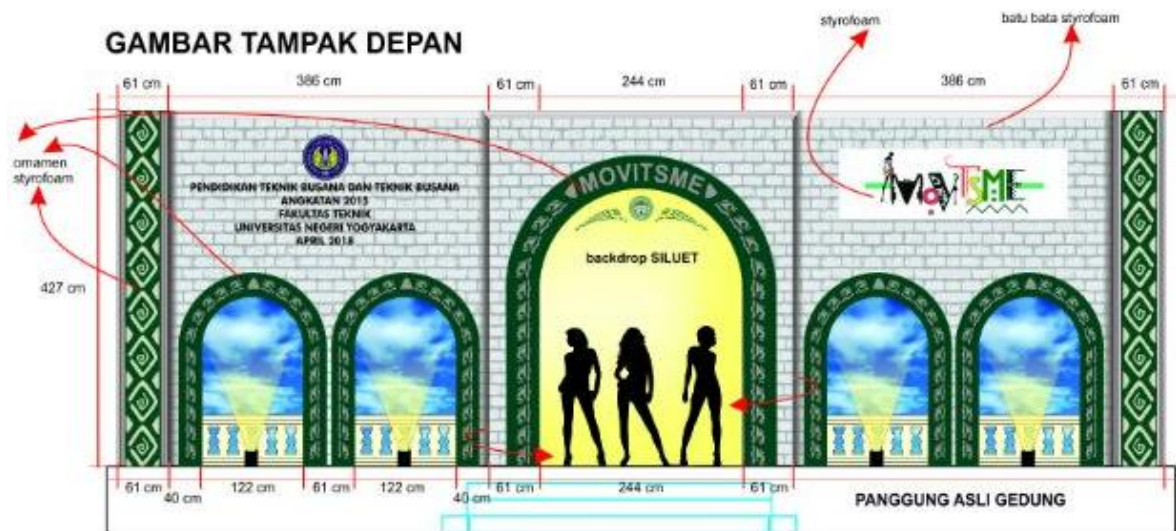 GAMBAR TAMPAK DEPAN
styrofoam
batu bata styrofoam
61 cm
386 cm
61 cm
244 cm
61 cm
386 cm
61 cm
ornamen
styrofoam
PENDIDIKAN TEKNIK BUSANA DAN TEKNIK BUSANA
ANGKATAN 2015
FAKULTAS TEKNIK
UNIVERSITAS NEGERI YOGYAKARTA
APRIL 2018
MOVITSME
MOVITSME
backdrop SILUET
427 cm
61 cm
40 cm
122 cm
61 cm
122 cm
40 cm
61 cm
244 cm
61 cm
PANGGUNG ASLI GEDUNG